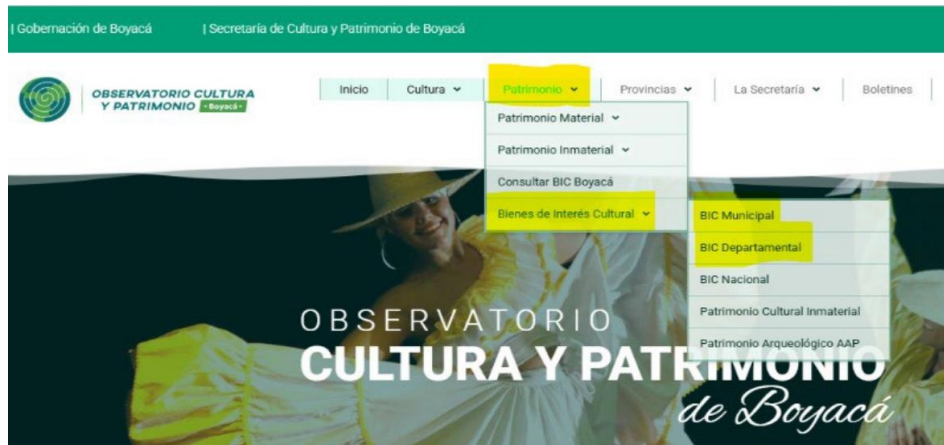 | Gobernación de Boyacá | Secretaría de Cultura y Patrimonio de Boyacá
OBSERVATORIO CULTURA
Y PATRIMONIO • Boyacá •
Inicio Cultura Patrimonio Provincias La Secretaría Boletines
Patrimonio Material
Patrimonio Inmaterial
Consultar BIC Boyacá
Bienes de Interés Cultural
BIC Municipal
BIC Departamental
BIC Nacional
Patrimonio Cultural Inmaterial
Patrimonio Arqueológico AAP
OBSERVATORIO
CULTURA Y PATRIMONIO
de Boyacá